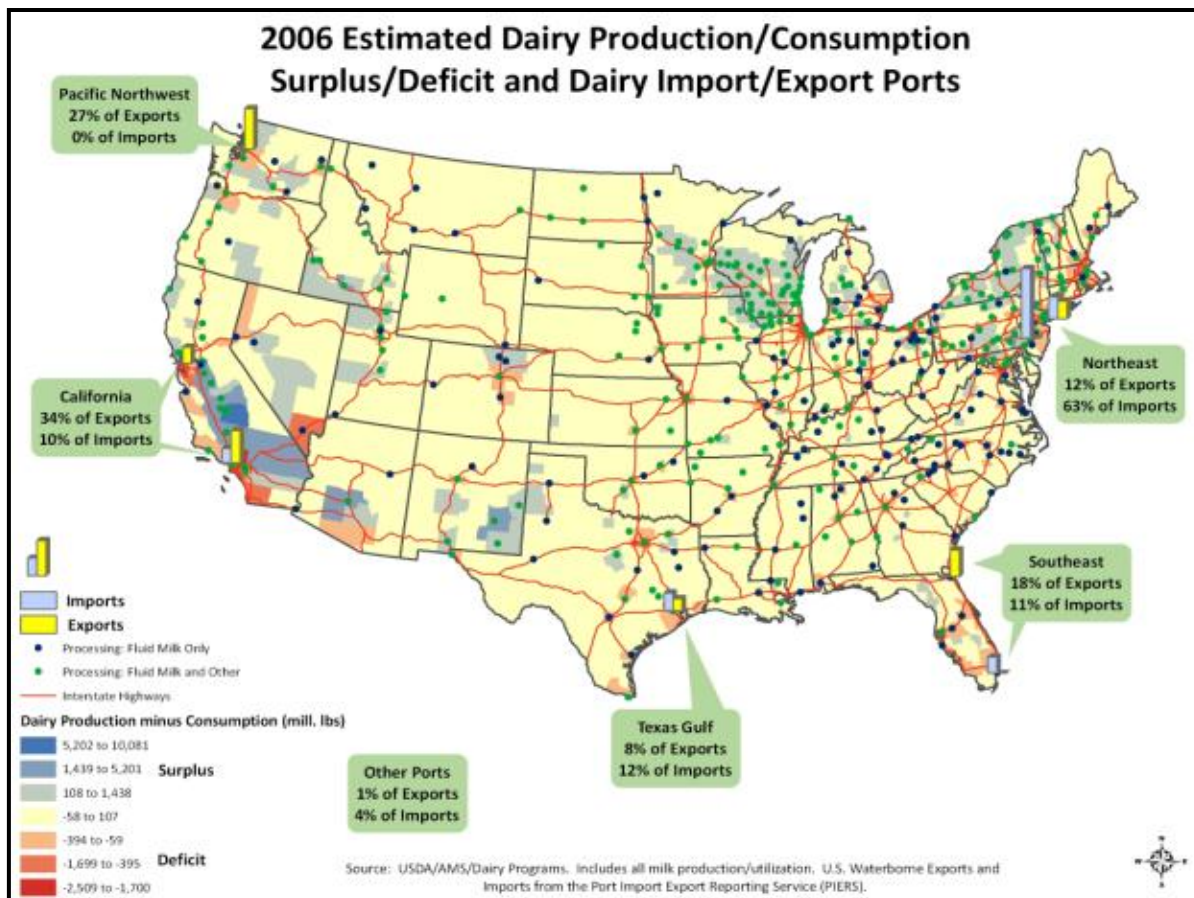 2006 Estimated Dairy Production/Consumption
Surplus/Deficit and Dairy Import/Export Ports
Pacific Northwest
27% of Exports
0% of Imports
California
34% of Exports
10% of Imports
Northeast
12% of Exports
63% of Imports
Southeast
18% of Exports
11% of Imports
Texas Gulf
8% of Exports
12% of Imports
Other Ports
1% of Exports
4% of Imports
Imports
Exports
Processing: Fluid Milk Only
Processing: Fluid Milk and Other
Interstate Highways
Dairy Production minus Consumption (mill. lbs)
5,202 to 10,081
1,439 to 5,201 Surplus
108 to 1,438
-58 to 107
-394 to -59
-1,699 to -395 Deficit
-2,509 to -1,700
Source: USDA/AMS/Dairy Programs. Includes all milk production/utilization. U.S. Waterborne Exports and
Imports from the Port Import Export Reporting Service (PIERS).